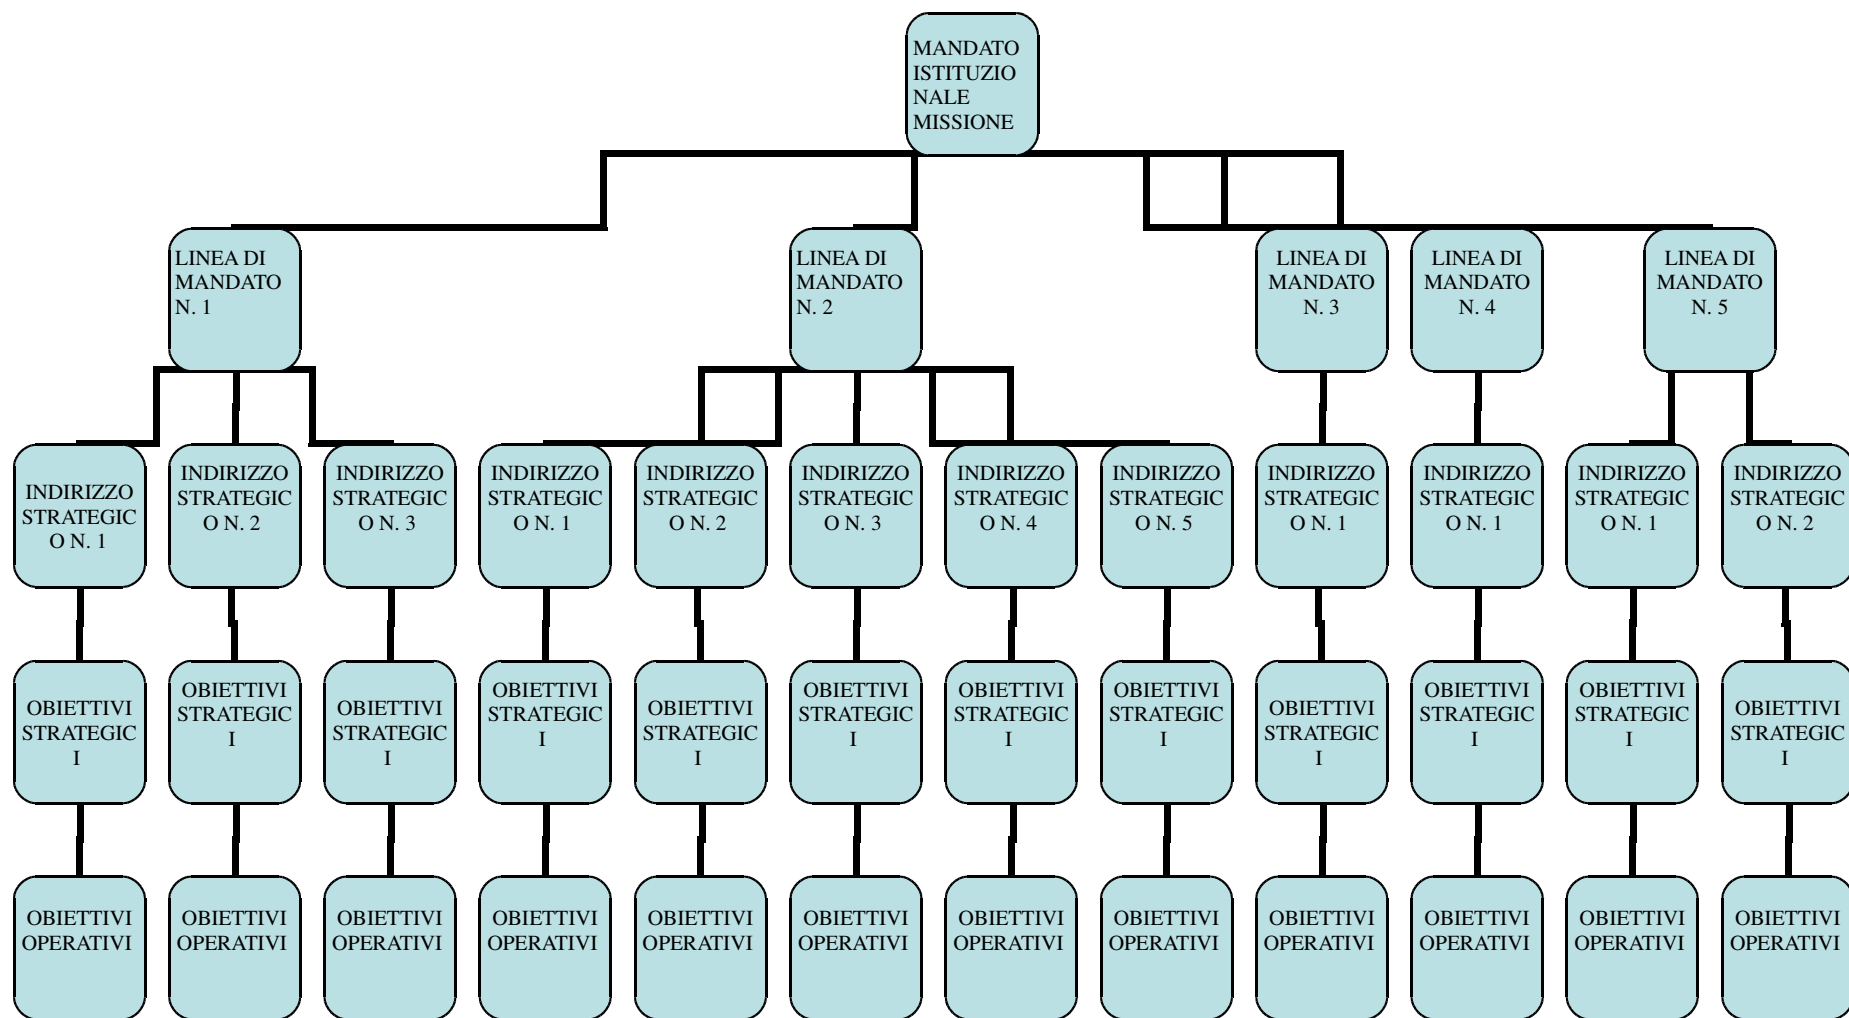 MANDATO
ISTITUZIO
NALE
MISSIONE
LINEA DI
MANDATO
N. 1
LINEA DI
MANDATO
N. 2
LINEA DI
MANDATO
N. 3
LINEA DI
MANDATO
N. 4
LINEA DI
MANDATO
N. 5
INDIRIZZO
STRATEGIC
O N. 1
INDIRIZZO
STRATEGIC
O N. 2
INDIRIZZO
STRATEGIC
O N. 3
INDIRIZZO
STRATEGIC
O N. 1
INDIRIZZO
STRATEGIC
O N. 2
INDIRIZZO
STRATEGIC
O N. 3
INDIRIZZO
STRATEGIC
O N. 4
INDIRIZZO
STRATEGIC
O N. 5
INDIRIZZO
STRATEGIC
O N. 1
INDIRIZZO
STRATEGIC
O N. 1
INDIRIZZO
STRATEGIC
O N. 1
INDIRIZZO
STRATEGIC
O N. 2
OBIETTIVI
STRATEGIC
I
OBIETTIVI
STRATEGIC
I
OBIETTIVI
STRATEGIC
I
OBIETTIVI
STRATEGIC
I
OBIETTIVI
STRATEGIC
I
OBIETTIVI
STRATEGIC
I
OBIETTIVI
STRATEGIC
I
OBIETTIVI
STRATEGIC
I
OBIETTIVI
STRATEGIC
I
OBIETTIVI
STRATEGIC
I
OBIETTIVI
STRATEGIC
I
OBIETTIVI
STRATEGIC
I
OBIETTIVI
OPERATIVI
OBIETTIVI
OPERATIVI
OBIETTIVI
OPERATIVI
OBIETTIVI
OPERATIVI
OBIETTIVI
OPERATIVI
OBIETTIVI
OPERATIVI
OBIETTIVI
OPERATIVI
OBIETTIVI
OPERATIVI
OBIETTIVI
OPERATIVI
OBIETTIVI
OPERATIVI
OBIETTIVI
OPERATIVI
OBIETTIVI
OPERATIVI